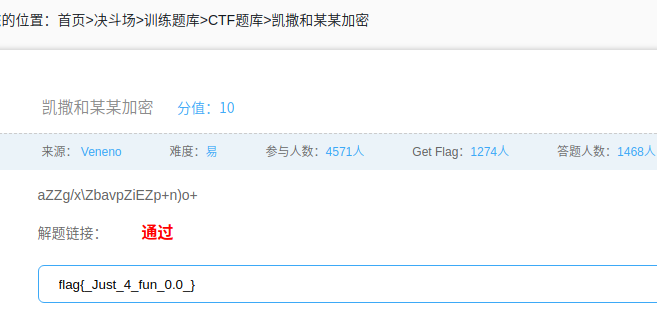 的位置：首页>决斗场>训练题库>CTF题库>凯撒和某某加密
凯撒和某某加密 分值：10
来源： Veneno 难度：易 参与人数：4571人 Get Flag：1274人 答题人数：1468人
aZZg/x\ZbavpZiEZp+n)o+
解题链接： 通过
flag{_Just_4_fun_0.0_}